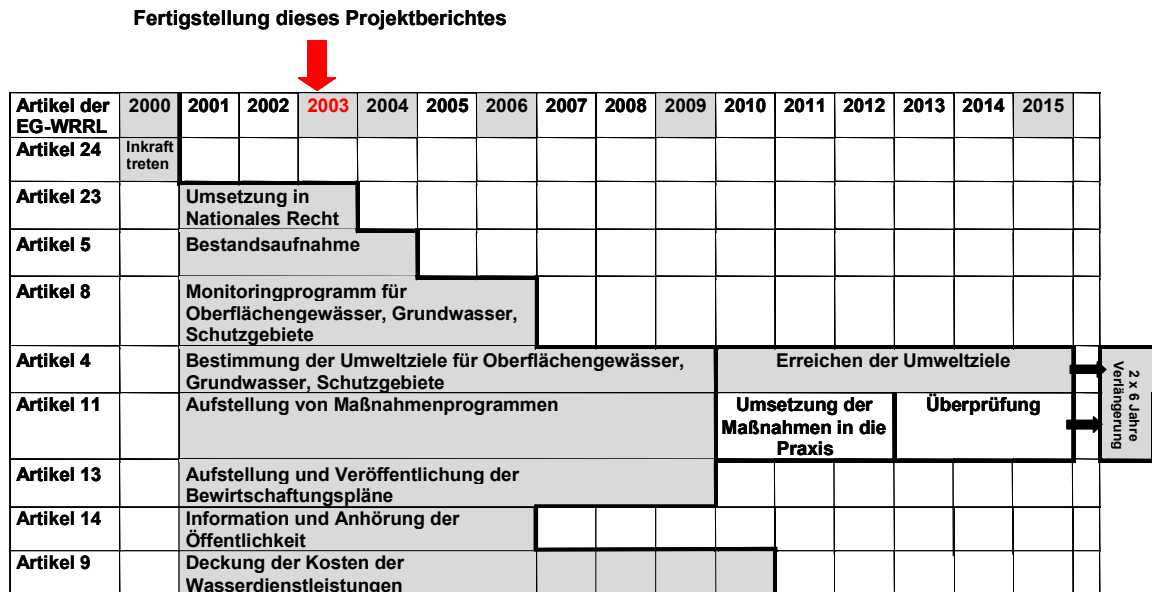 Fertigstellung dieses Projektberichtes
Artikel der 2000 2001 2002 2003 2004 2005 2006 2007 2008 2009 2010 2011 2012 2013 2014 2015
EG-WRRL
Artikel 24 Inkraft
treten
Artikel 23 Umsetzung in
Nationales Recht
Artikel 5 Bestandsaufnahme
Artikel 8 Monitoringprogramm für
Oberflächengewässer, Grundwasser,
Schutzgebiete
Artikel 4 Bestimmung der Umweltziele für Oberflächengewässer, Erreichen der Umweltziele
Grundwasser, Schutzgebiete
2 x 6 Jahre
Verlängerung
Artikel 11 Aufstellung von Maßnahmenprogrammen Umsetzung der Überprüfung
Maßnahmen in die
Praxis
Artikel 13 Aufstellung und Veröffentlichung der
Bewirtschaftungspläne
Artikel 14 Information und Anhörung der
Öffentlichkeit
Artikel 9 Deckung der Kosten der
Wasserdienstleistungen